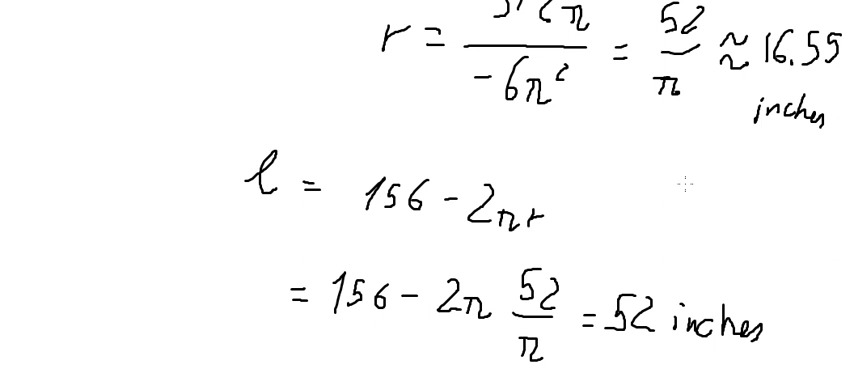 r = / -6π² = 52/π ≈ 16.55
inches
l = 156 - 2πr
= 156 - 2π 52/π = 52 inches